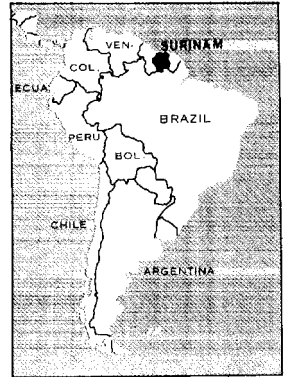 VEN-
SURINAM
COL.
ECUA.
BRAZIL
PERU
BOL.
CHILE
ARGENTINA